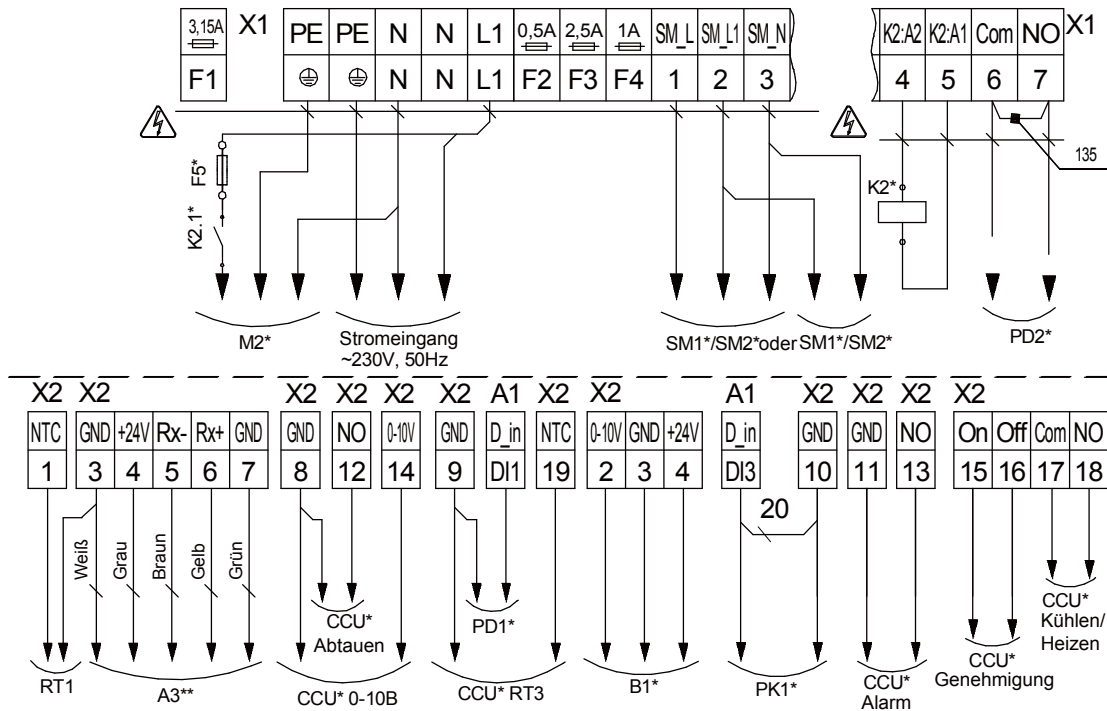 3,15A X1 PE PE N N L1 0,5A 2,5A 1A SM_L SM_L1 SM_N K2:A2 K2:A1 Com NO X1
F1 N N L1 F2 F3 F4 1 2 3 4 5 6 7
135
F5*
K2*
K2.1*
M2*
Stromeingang
~230V, 50Hz
SM1*/SM2*oder SM1*/SM2*
PD2*
X2 X2 X2 X2 X2 X2 A1 X2 X2 A1 X2 X2 X2 X2
NTC GND +24V Rx- Rx+ GND GND NO 0-10V GND D_in NTC 0-10V GND +24V D_in GND GND NO On Off Com NO
1 3 4 5 6 7 8 12 14 9 DI1 19 2 3 4 DI3 10 11 13 15 16 17 18
20
Weiß Grau Braun Gelb Grün
CCU*
Abtauen
PD1*
CCU*
Kühlen/
Heizen
RT1
A3**
CCU* 0-10B
CCU* RT3
B1*
PK1*
CCU*
Alarm
CCU*
Genehmigung